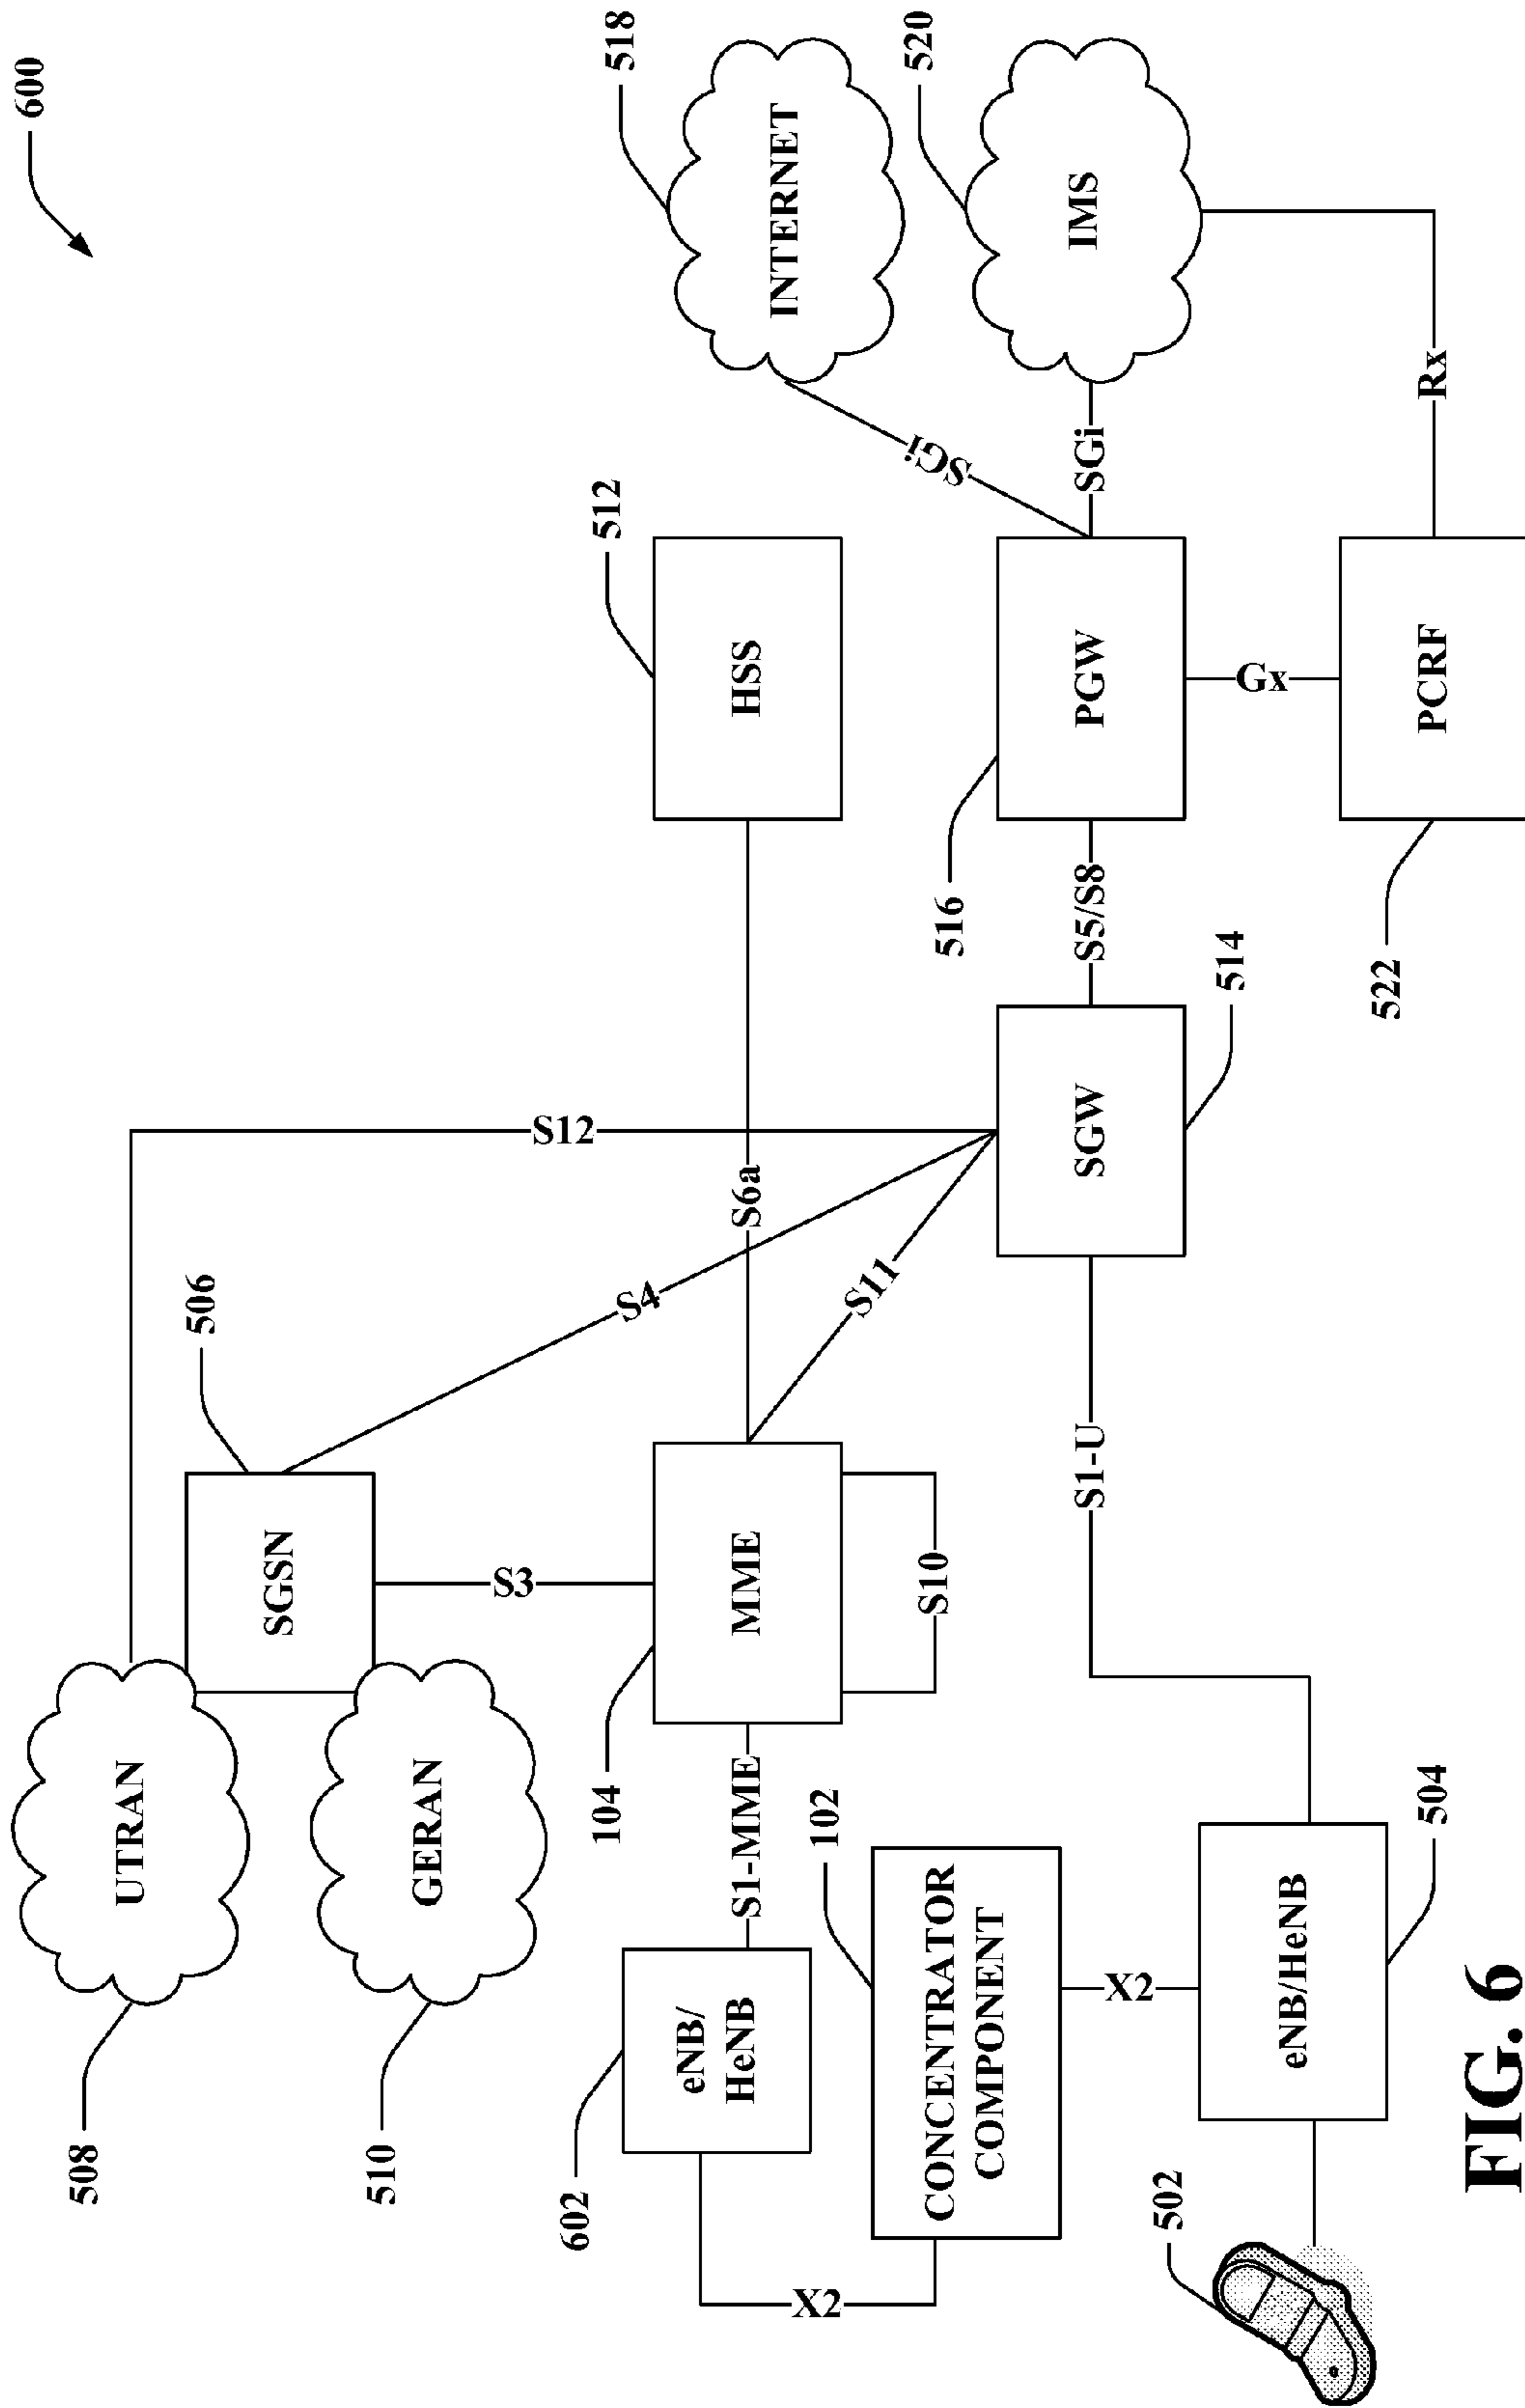 600
508
UTRAN
S12
SGSN
506
510
GERAN
S3
S4
518
INTERNET
512
HSS
S6a
SGi
104
MME
S10
S11
S1-MME
602
eNB/
HeNB
X2
102
CONCENTRATOR
COMPONENT
X2
520
IMS
SGi
516
PGW
S5/S8
SGW
514
S1-U
Gx
Rx
502
eNB/HeNB
504
522
PCRF
FIG. 6